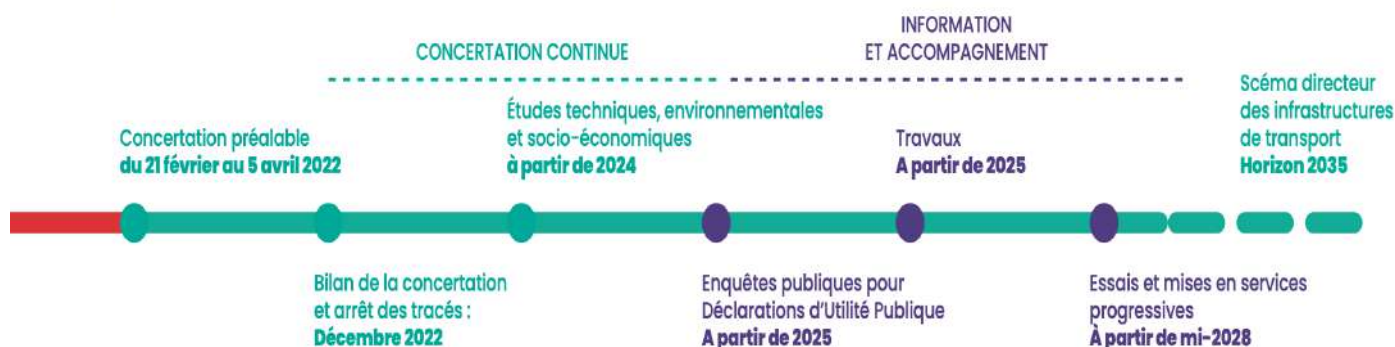 INFORMATION
ET ACCOMPAGNEMENT
CONCERTATION CONTINUE
Scéma directeur
des infrastructures
de transport
Horizon 2035
Études techniques, environnementales
et socio-économiques
à partir de 2024
Concertation préalable
du 21 février au 5 avril 2022
Travaux
A partir de 2025
Bilan de la concertation
et arrêt des tracés :
Décembre 2022
Enquêtes publiques pour
Déclarations d'Utilité Publique
A partir de 2025
Essais et mises en services
progressives
À partir de mi-2028